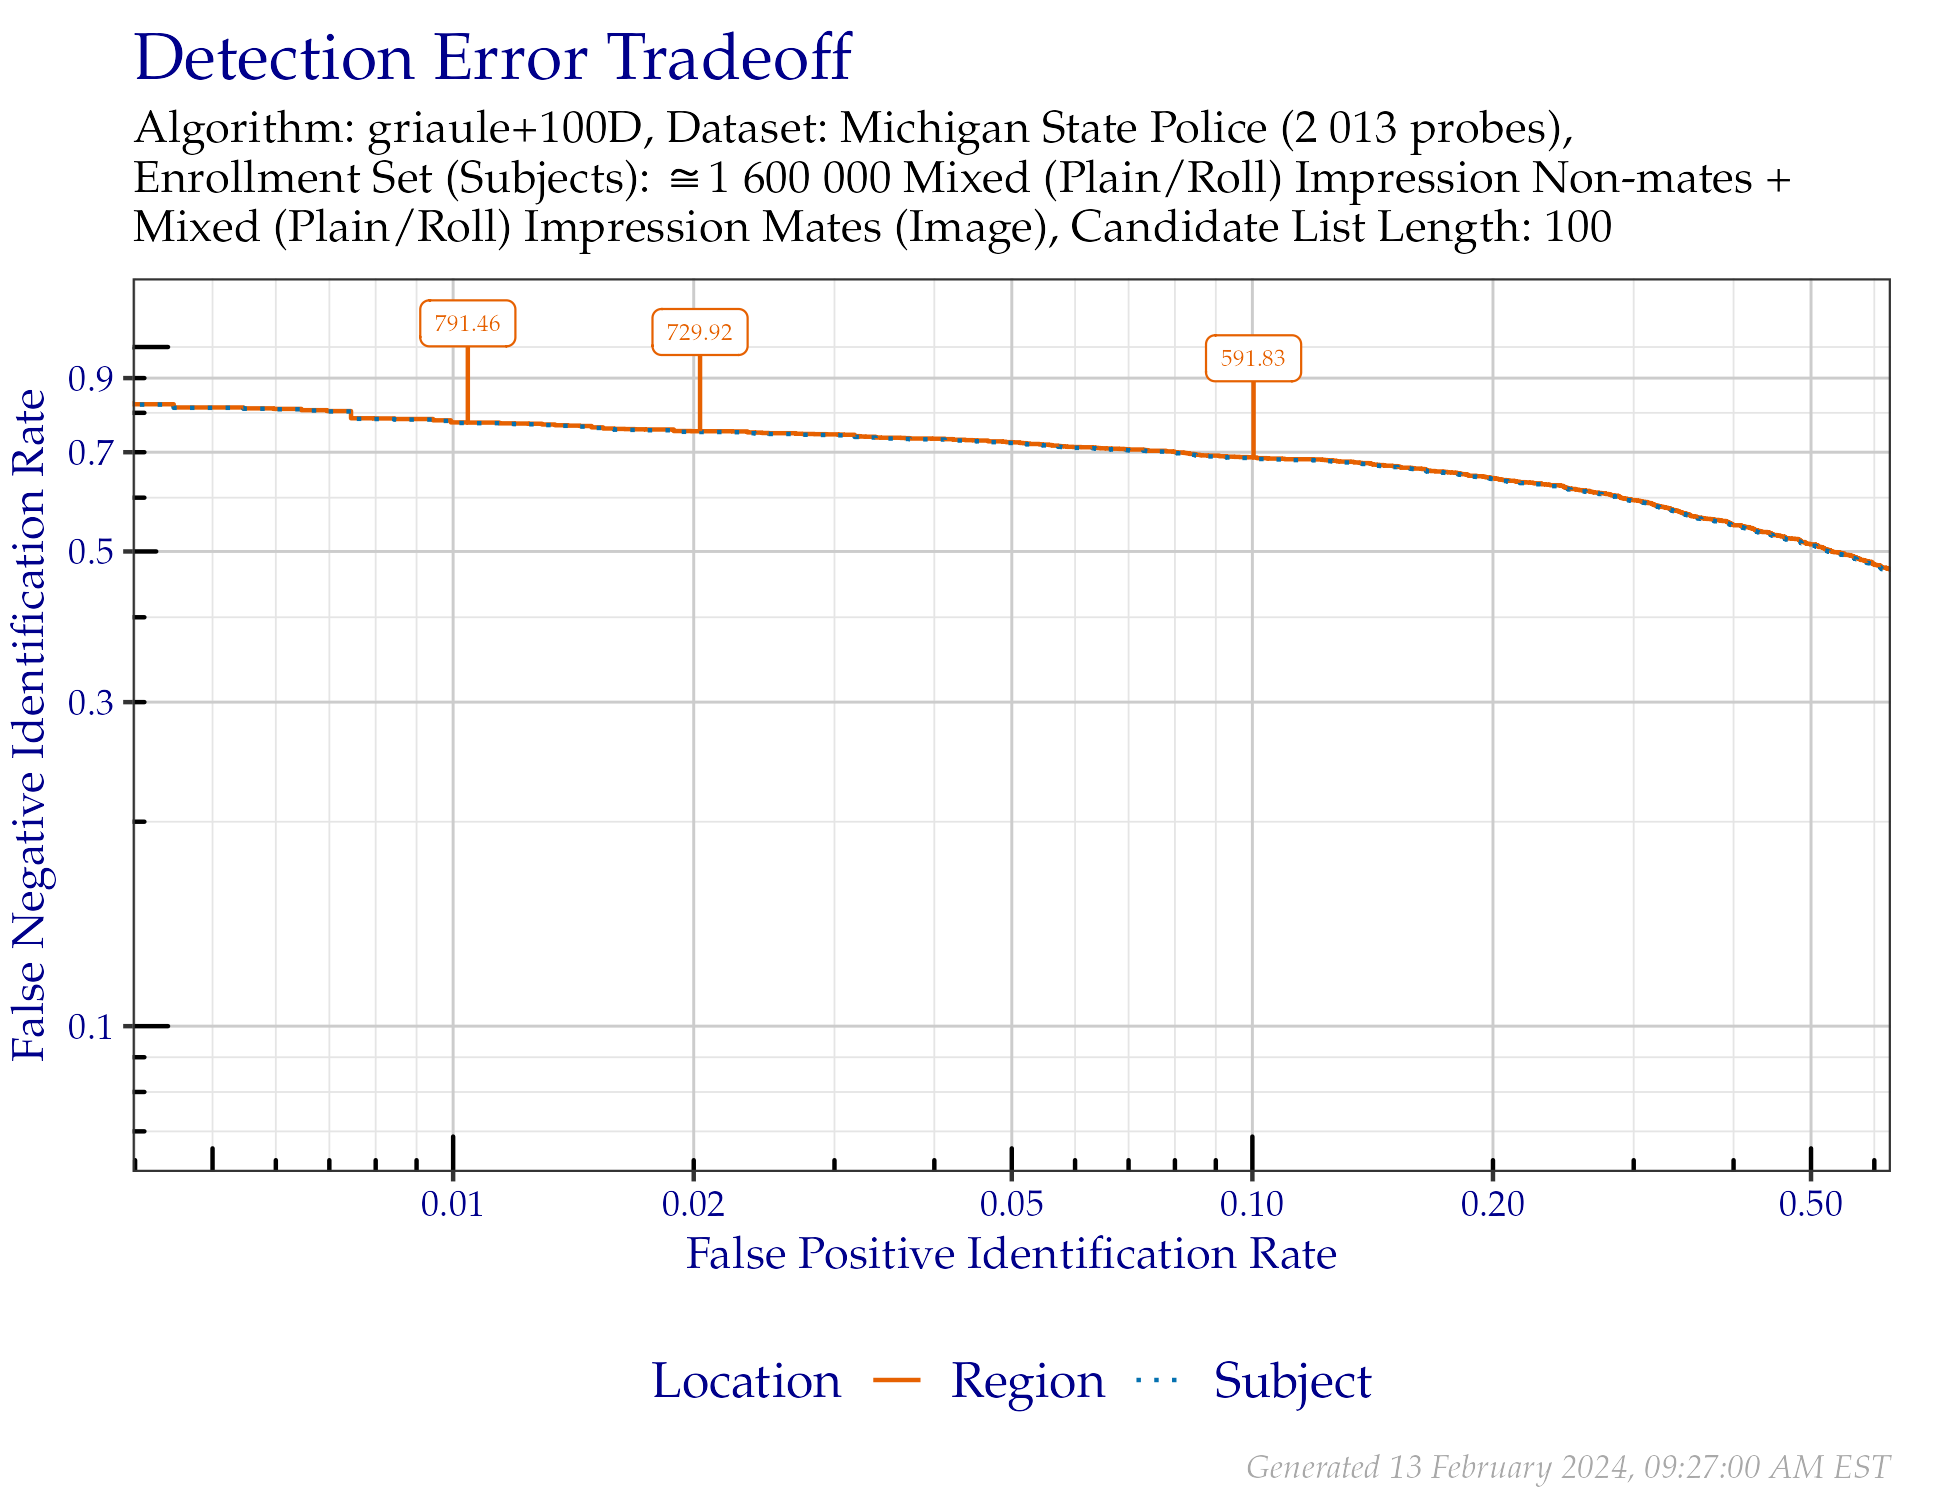 Detection Error Tradeoff
Algorithm: griaule+100D, Dataset: Michigan State Police (2 013 probes),
Enrollment Set (Subjects): ≅1 600 000 Mixed (Plain/Roll) Impression Non-mates +
Mixed (Plain/Roll) Impression Mates (Image), Candidate List Length: 100
791.46
729.92
591.83
0.9
0.7
0.5
0.3
0.1
False Negative Identification Rate
0.01 0.02 0.05 0.10 0.20 0.50
False Positive Identification Rate
Location Region Subject
Generated 13 February 2024, 09:27:00 AM EST